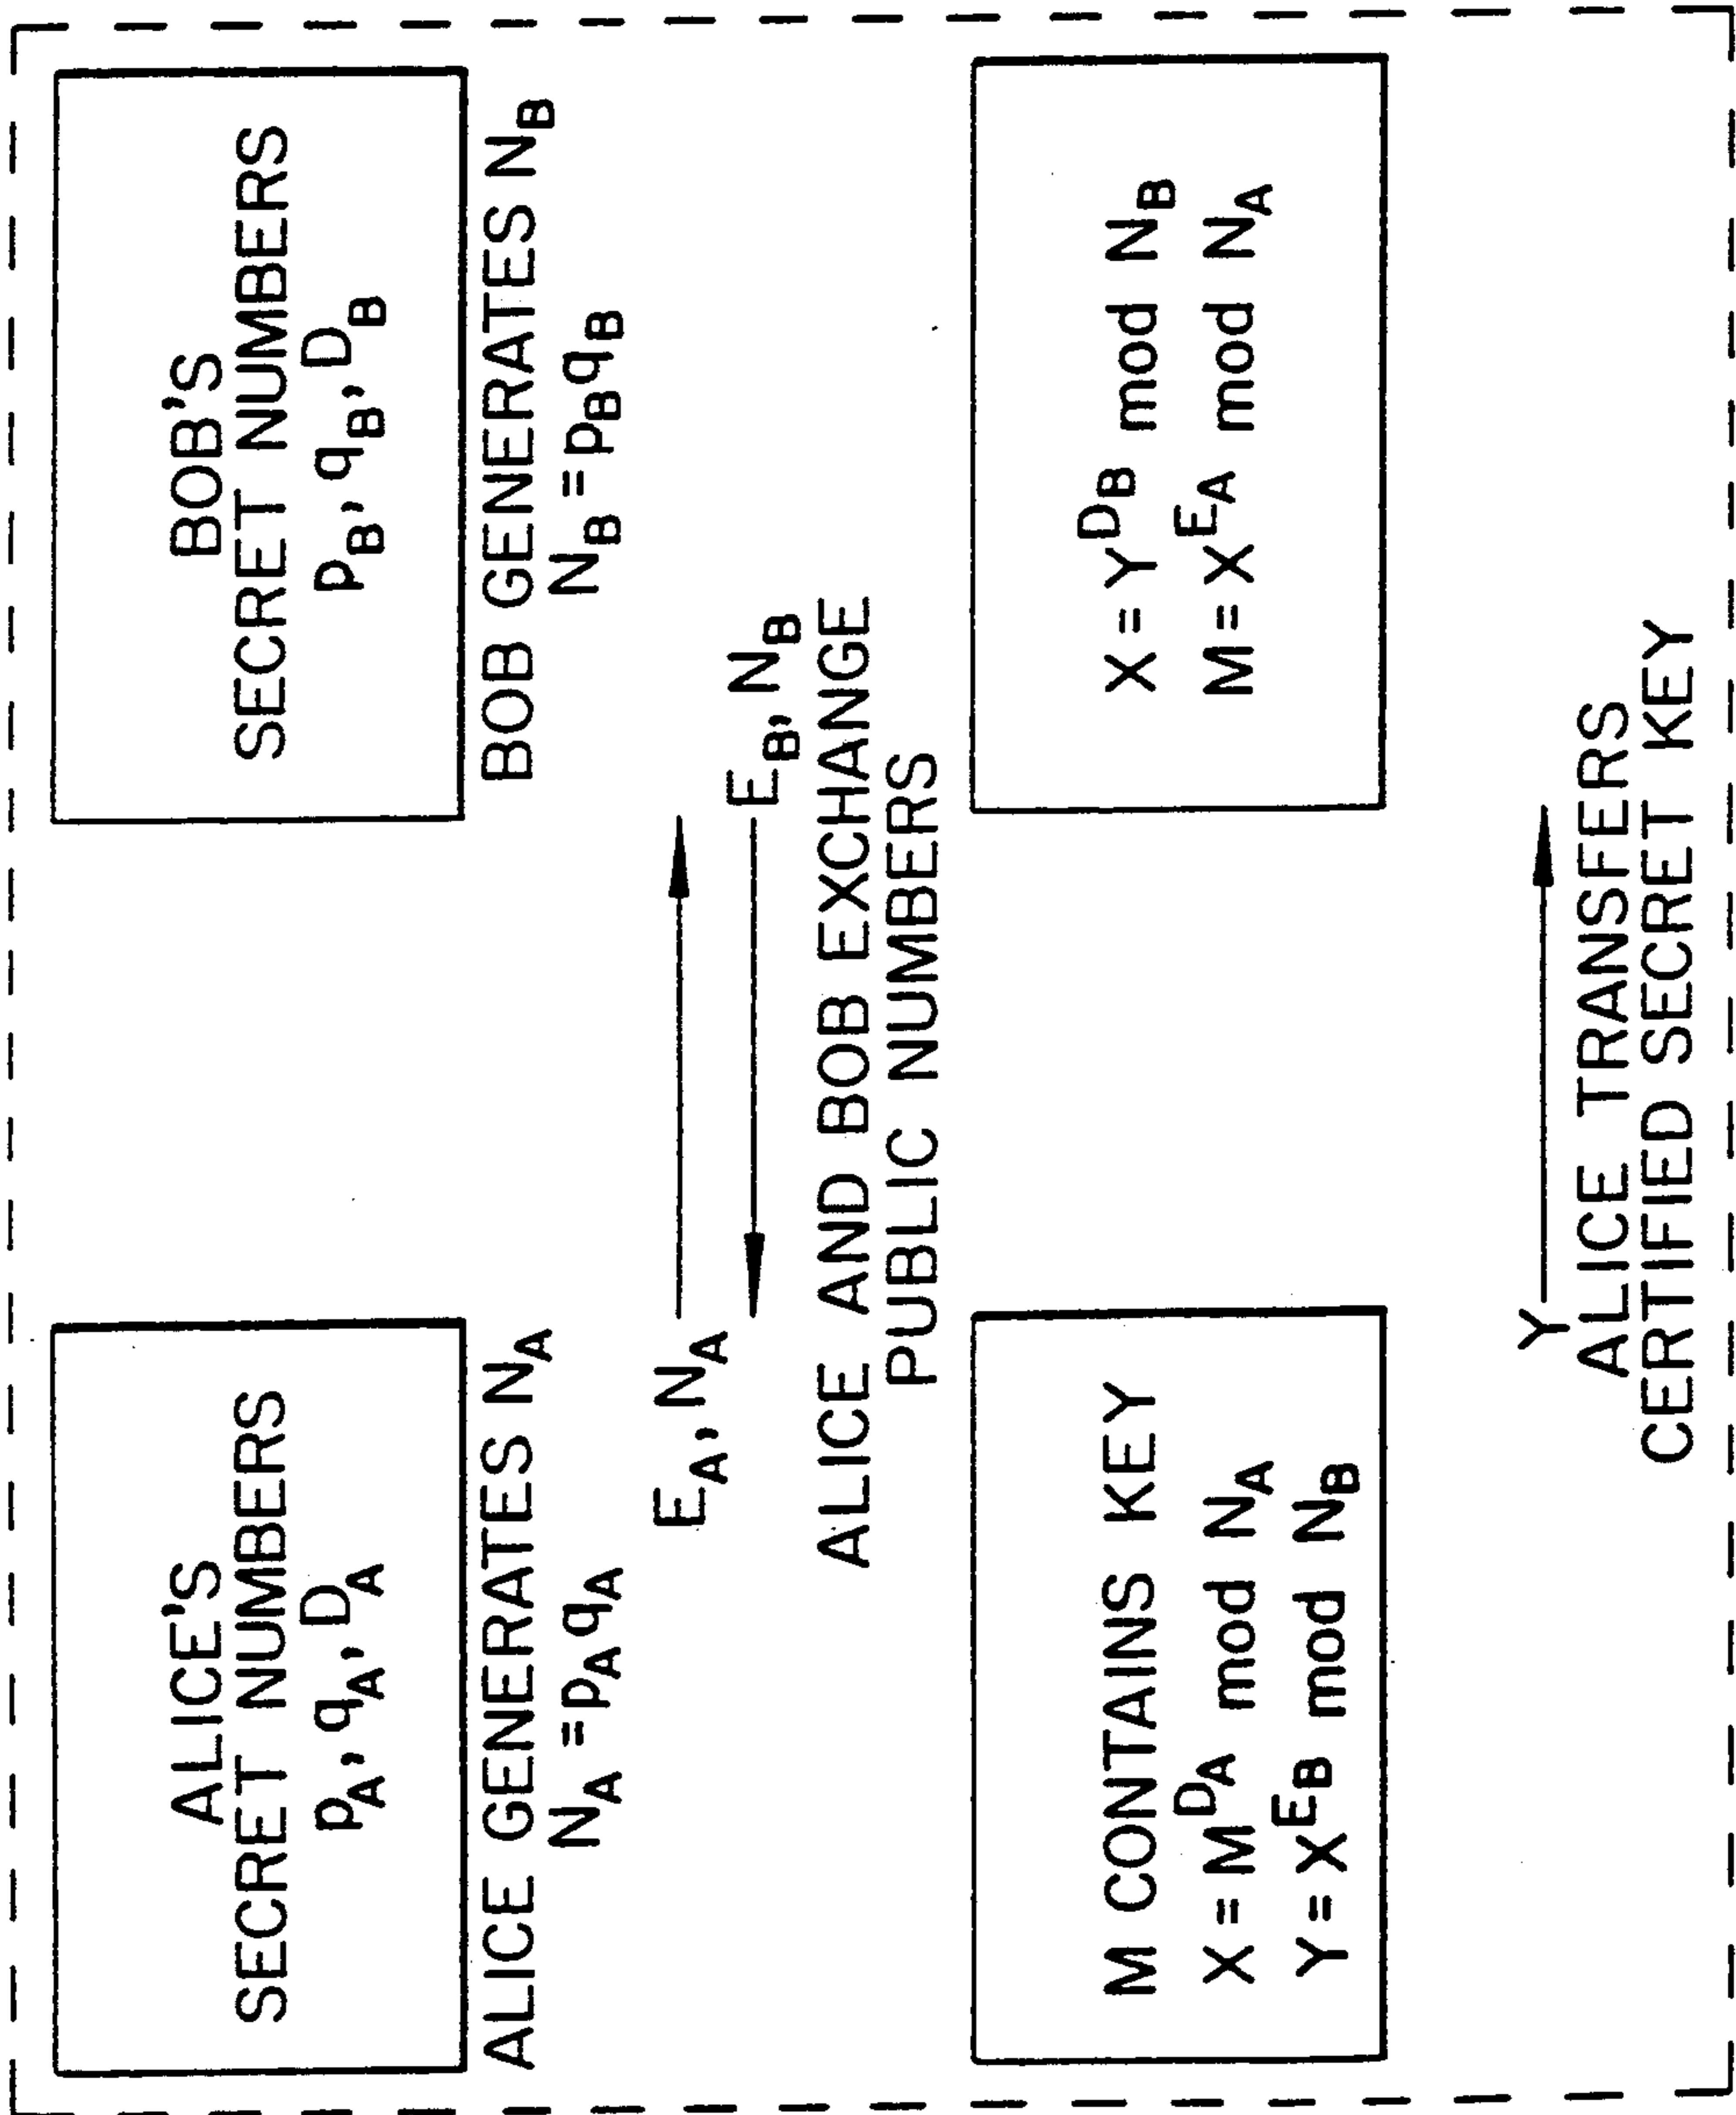 ALICE'S
SECRET NUMBERS
p_A, q_A, D_A
ALICE GENERATES N_A
N_A = p_A q_A
BOB'S
SECRET NUMBERS
p_B, q_B, D_B
BOB GENERATES N_B
N_B = p_B q_B
E_A, N_A
E_B, N_B
ALICE AND BOB EXCHANGE
PUBLIC NUMBERS
M CONTAINS KEY
X = M^D_A mod N_A
Y = X^E_B mod N_B
X = Y^D_B mod N_B
M = X^E_A mod N_A
Y
ALICE TRANSFERS
CERTIFIED SECRET KEY